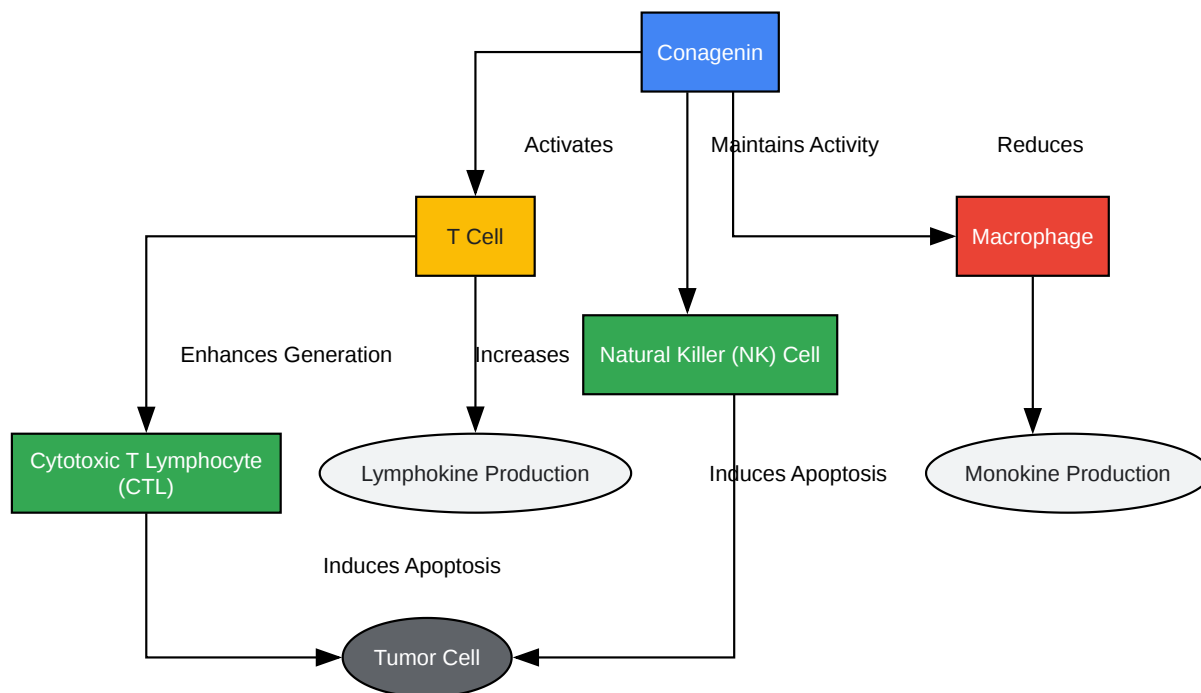 Conagenin
Activates
Maintains Activity
Reduces
T Cell
Macrophage
Enhances Generation
Increases
Natural Killer (NK) Cell
Cytotoxic T Lymphocyte
(CTL)
Lymphokine Production
Induces Apoptosis
Monokine Production
Induces Apoptosis
Tumor Cell